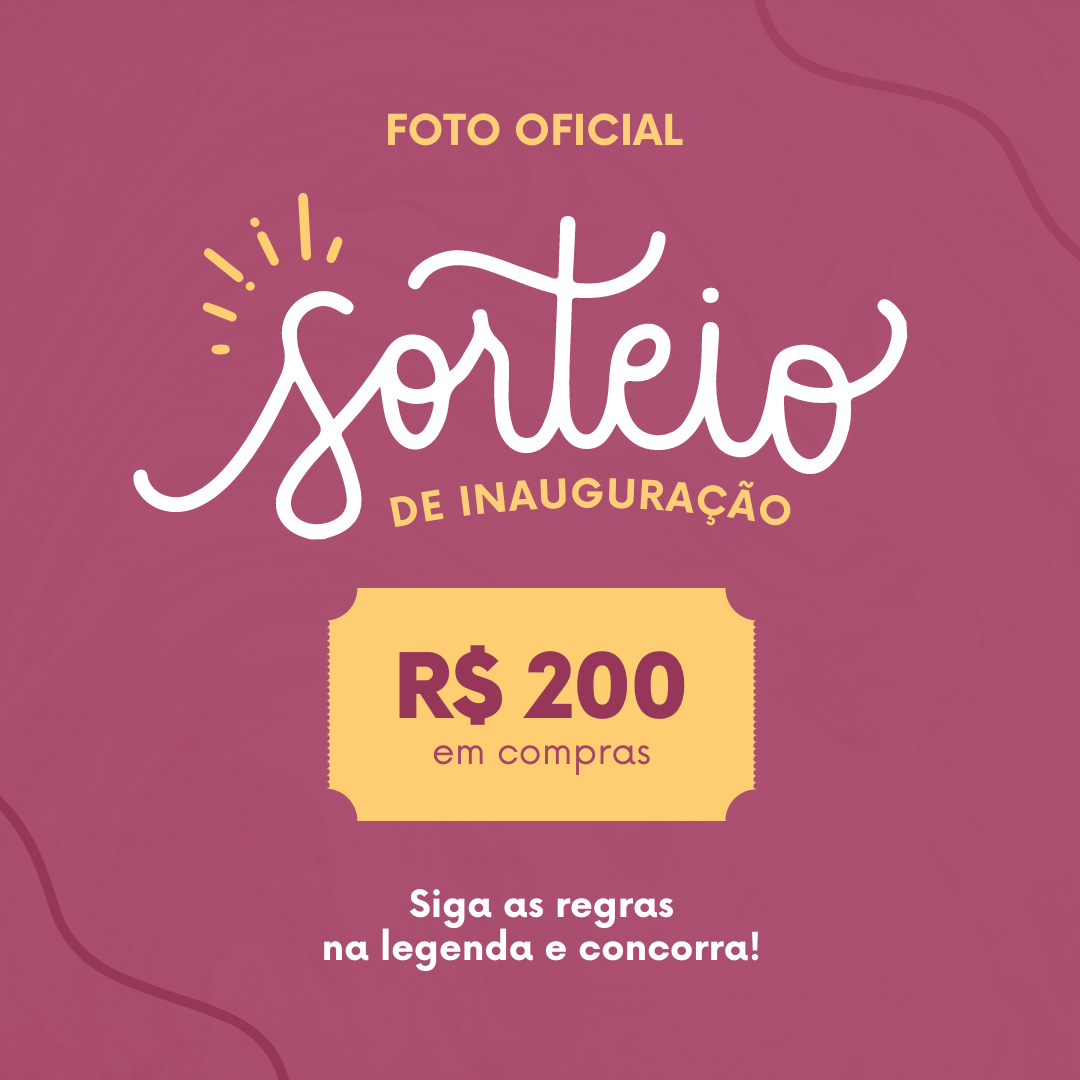 FOTO OFICIAL
sorteio
DE INAUGURAÇÃO
R$ 200
em compras
Siga as regras
na legenda e concorra!